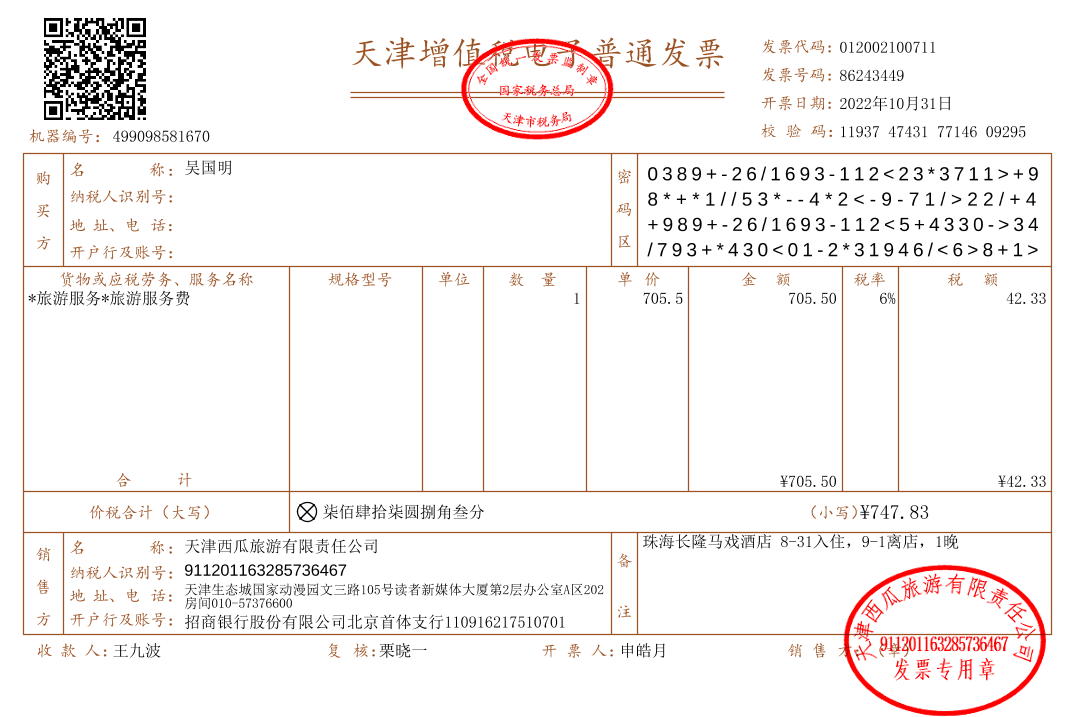 天津增值税电子普通发票
全国统一发票监制章
国家税务总局
天津市税务局
发票代码：012002100711
发票号码：86243449
开票日期：2022年10月31日
校 验 码：11937 47431 77146 09295
机器编号：499098581670
购买方
名 称：吴国明
纳税人识别号：
地 址、电 话：
开户行及账号：
密码区
0389+-26/1693-112<23*3711>+9
8*+*1//53*--4*2<-9-71/>22/+4
+989+-26/1693-112<5+4330->34
/793+*430<01-2*31946/<6>8+1>
货物或应税劳务、服务名称 规格型号 单位 数 量 单 价 金 额 税率 税 额
*旅游服务*旅游服务费 1 705.5 705.50 6% 42.33
合 计 ¥705.50 ¥42.33
价税合计（大写） ⊗柒佰肆拾柒圆捌角叁分 （小写）¥747.83
销售方
名 称：天津西瓜旅游有限责任公司
纳税人识别号：911201163285736467
地 址、电 话：天津生态城国家动漫园文三路105号读者新媒体大厦第2层办公室A区202
房间010-57376600
开户行及账号：招商银行股份有限公司北京首体支行110916217510701
备注
珠海长隆马戏酒店 8-31入住，9-1离店，1晚
收 款 人：王九波 复 核：栗晓一 开 票 人：申皓月 销 售 方：（章）
天津西瓜旅游有限责任公司
911201163285736467
发票专用章